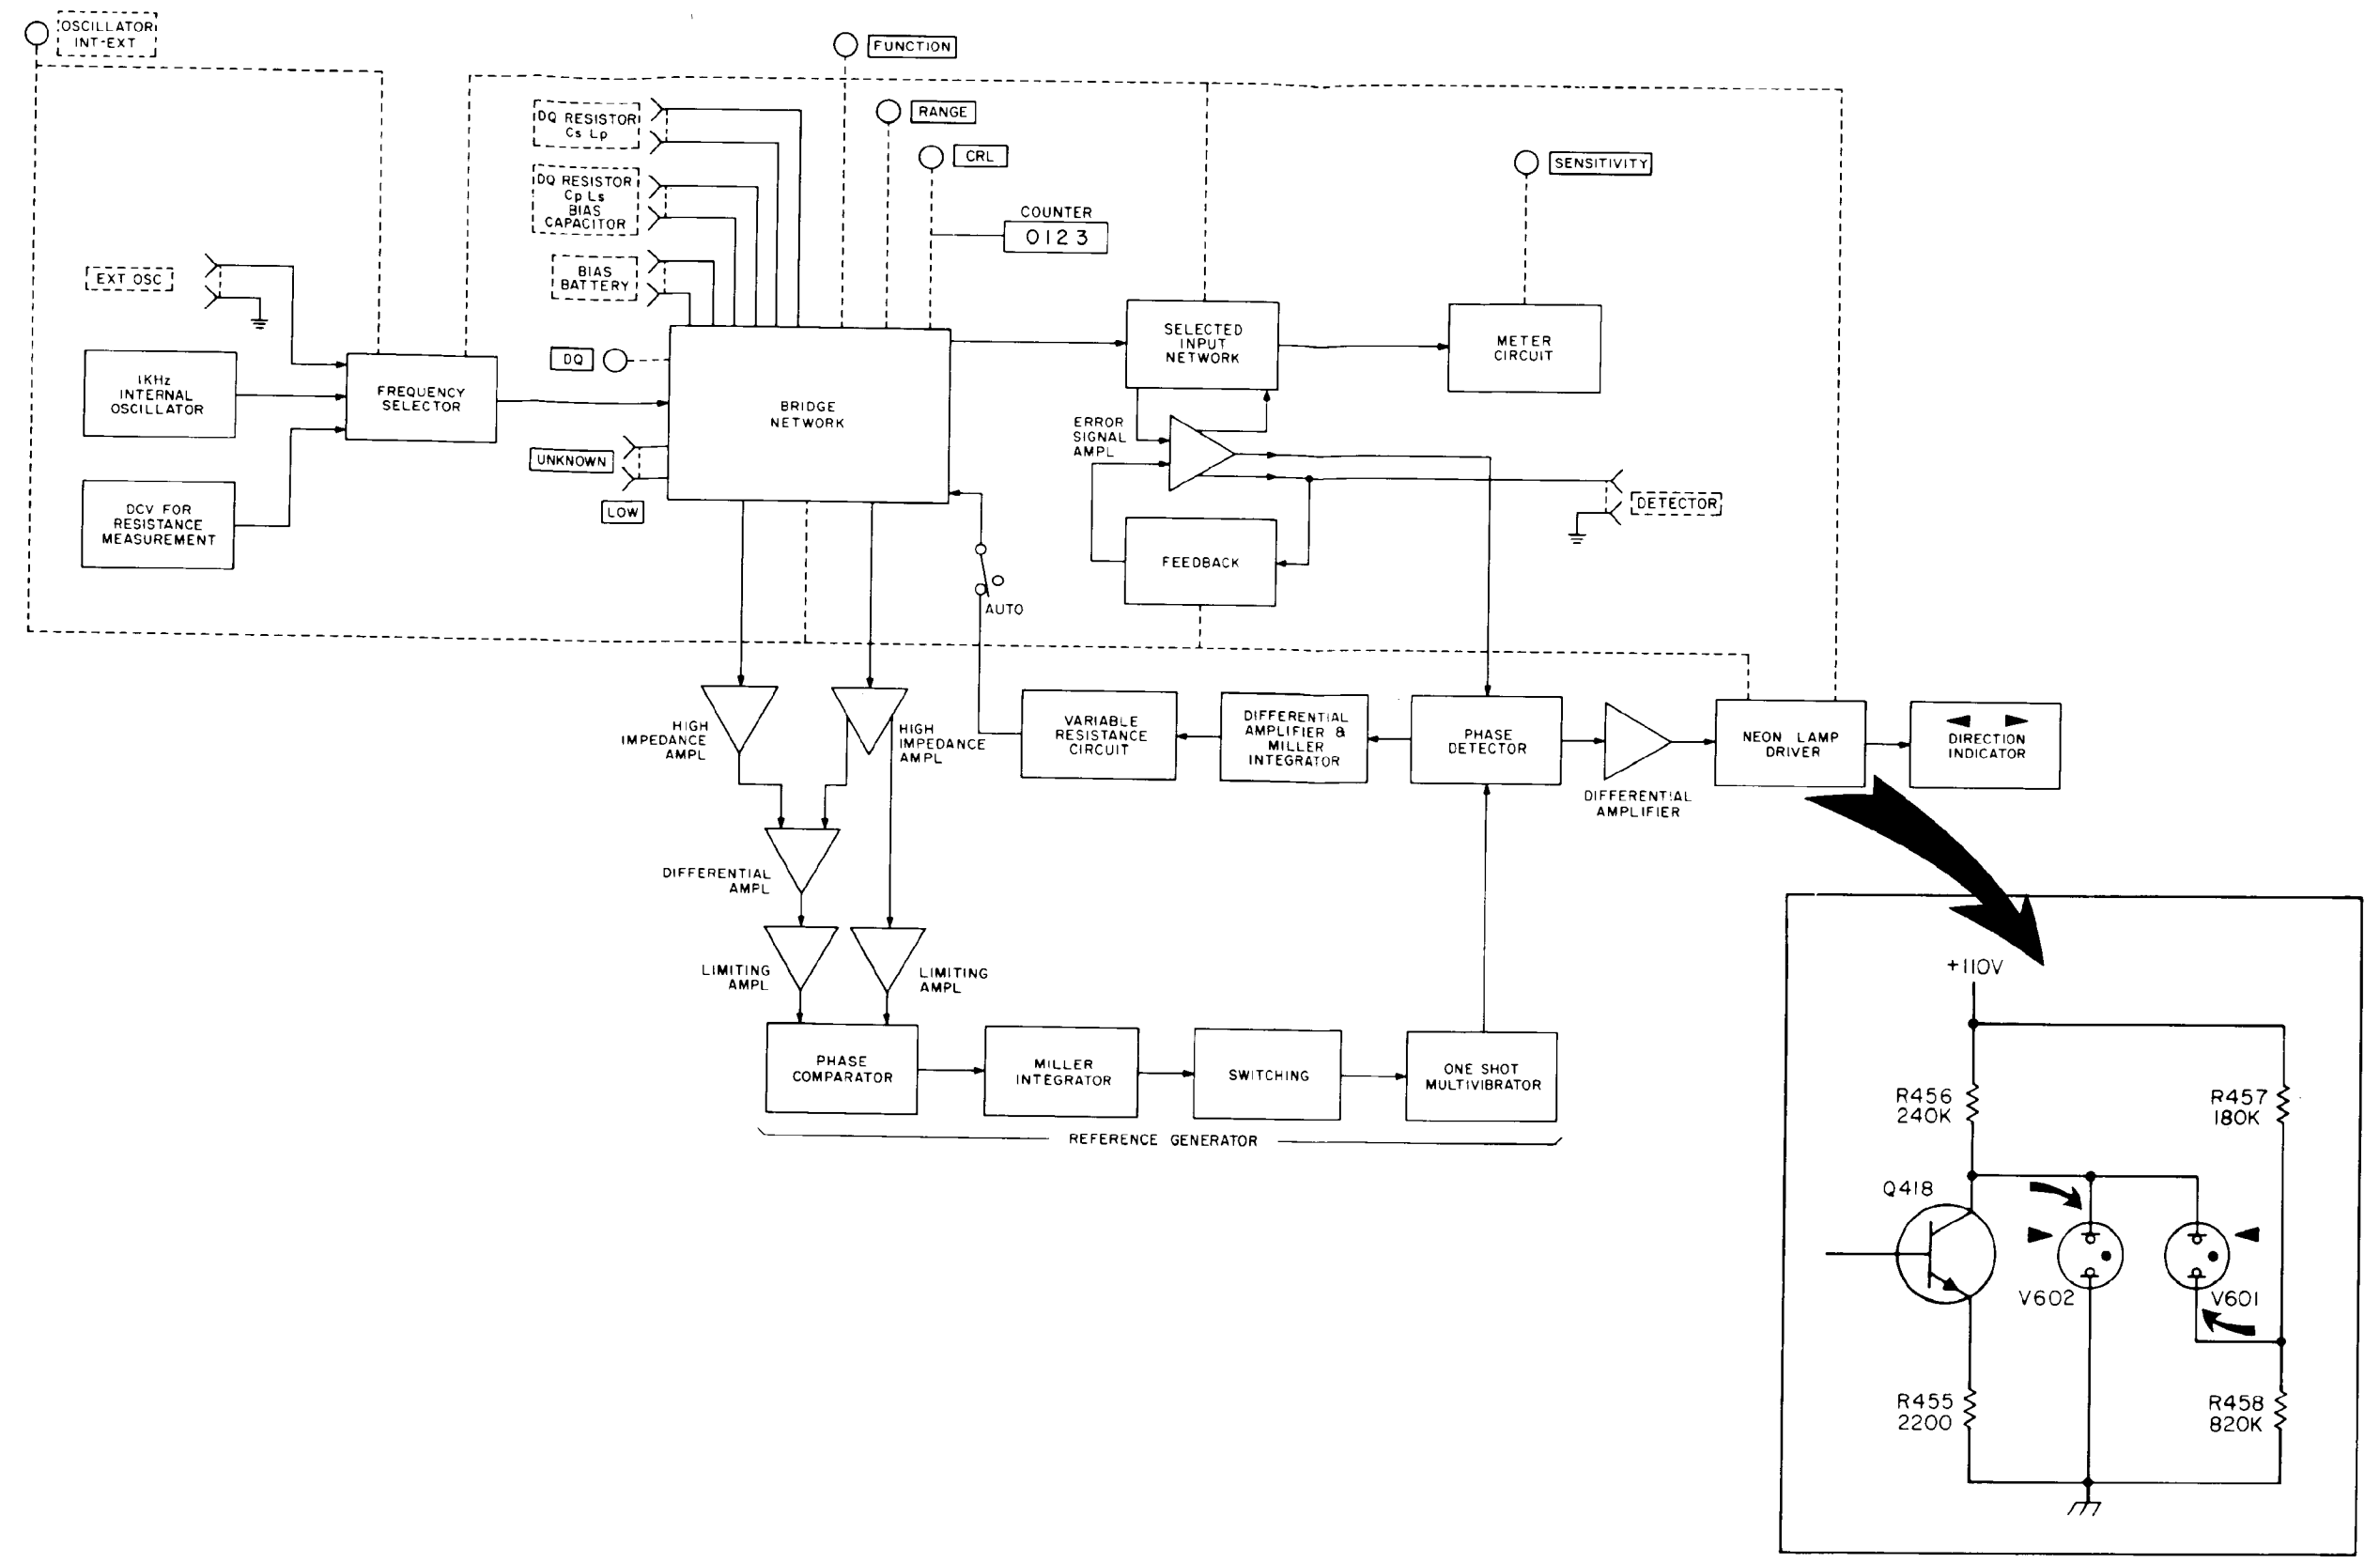 OSCILLATOR
INT-EXT
FUNCTION
RANGE
CRL
COUNTER
0123
SENSITIVITY
DQ RESISTOR
Cs Lp
DQ RESISTOR
Cp Ls
BIAS
CAPACITOR
BIAS
BATTERY
EXT OSC
1KHz
INTERNAL
OSCILLATOR
DCV FOR
RESISTANCE
MEASUREMENT
FREQUENCY
SELECTOR
DQ
UNKNOWN
LOW
BRIDGE
NETWORK
SELECTED
INPUT
NETWORK
METER
CIRCUIT
ERROR
SIGNAL
AMPL
FEEDBACK
DETECTOR
AUTO
HIGH
IMPEDANCE
AMPL
HIGH
IMPEDANCE
AMPL
VARIABLE
RESISTANCE
CIRCUIT
DIFFERENTIAL
AMPLIFIER &
MILLER
INTEGRATOR
PHASE
DETECTOR
DIFFERENTIAL
AMPLIFIER
NEON LAMP
DRIVER
DIRECTION
INDICATOR
DIFFERENTIAL
AMPL
LIMITING
AMPL
LIMITING
AMPL
PHASE
COMPARATOR
MILLER
INTEGRATOR
SWITCHING
ONE SHOT
MULTIVIBRATOR
REFERENCE GENERATOR
+110V
R456
240K
R457
180K
Q418
V602
V601
R455
2200
R458
820K